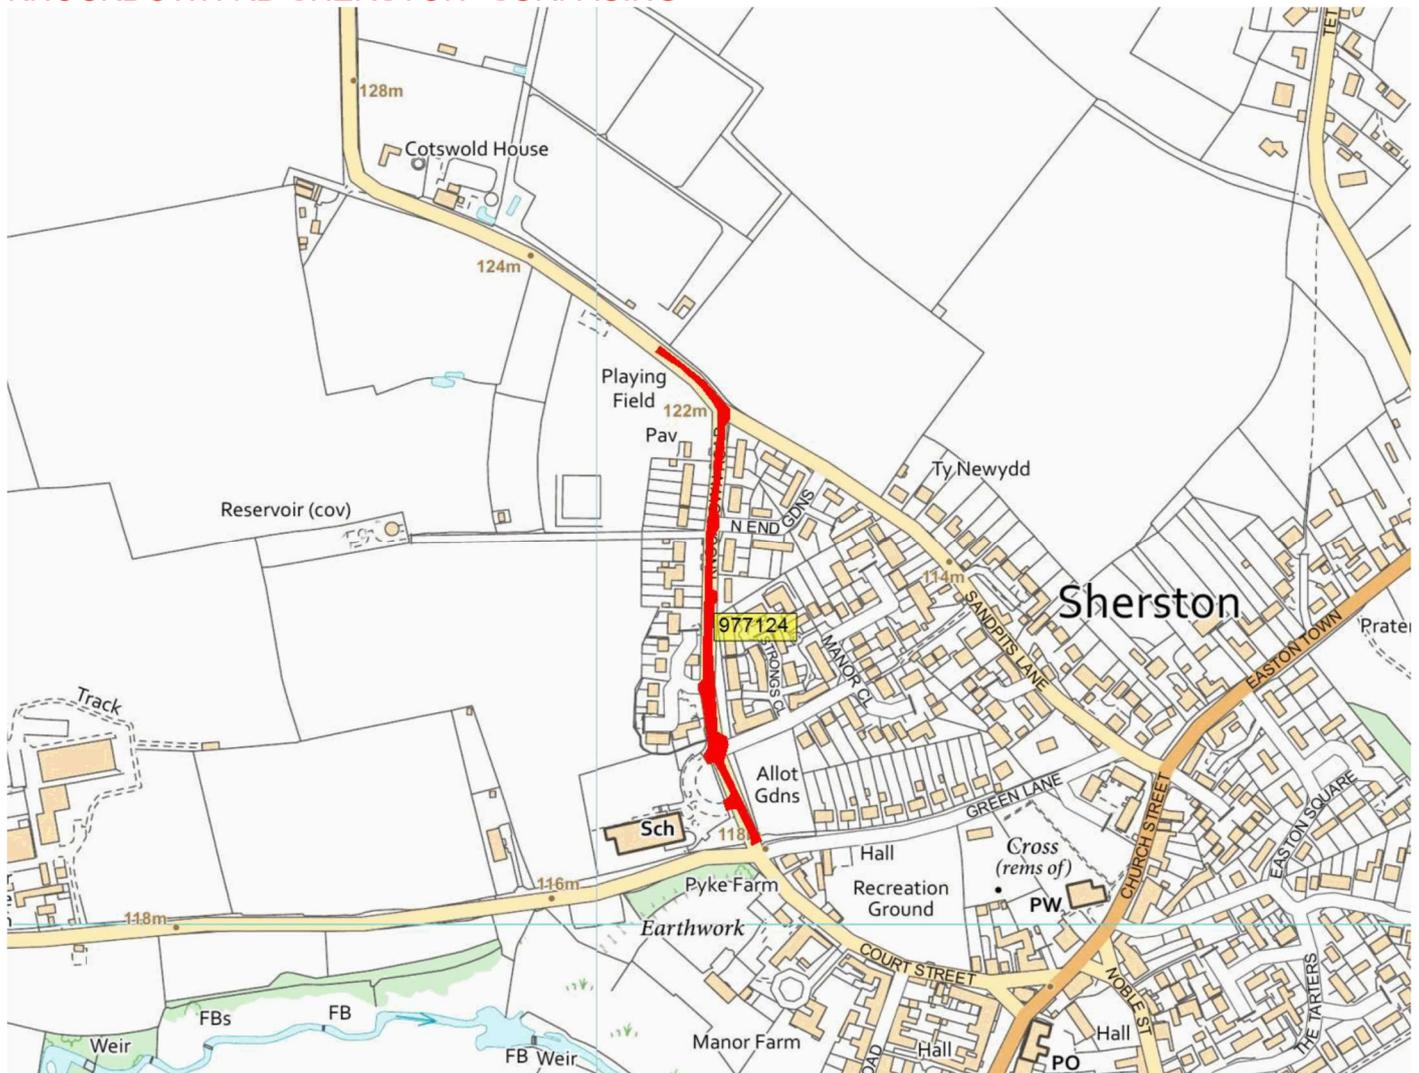 128m
Cotswold House
124m
Playing
Field
122m
Pav
Ty Newydd
Reservoir (cov)
N END GDNS
114m
Sherston
977124
SANDPITS LANE
EASTON TOWN
STRONGS CL
MANOR CL
Track
Allot
Gdns
GREEN LANE
CHURCH STREET
EASTON SQUARE
Sch
Hall
Cross
(rems of)
116m
Pyke Farm
Recreation
Ground
PW
118m
Earthwork
COURT STREET
NOBLE ST
THE TARTERS
FBs
FB
Weir
FB Weir
Manor Farm
Hall
Hall
PO